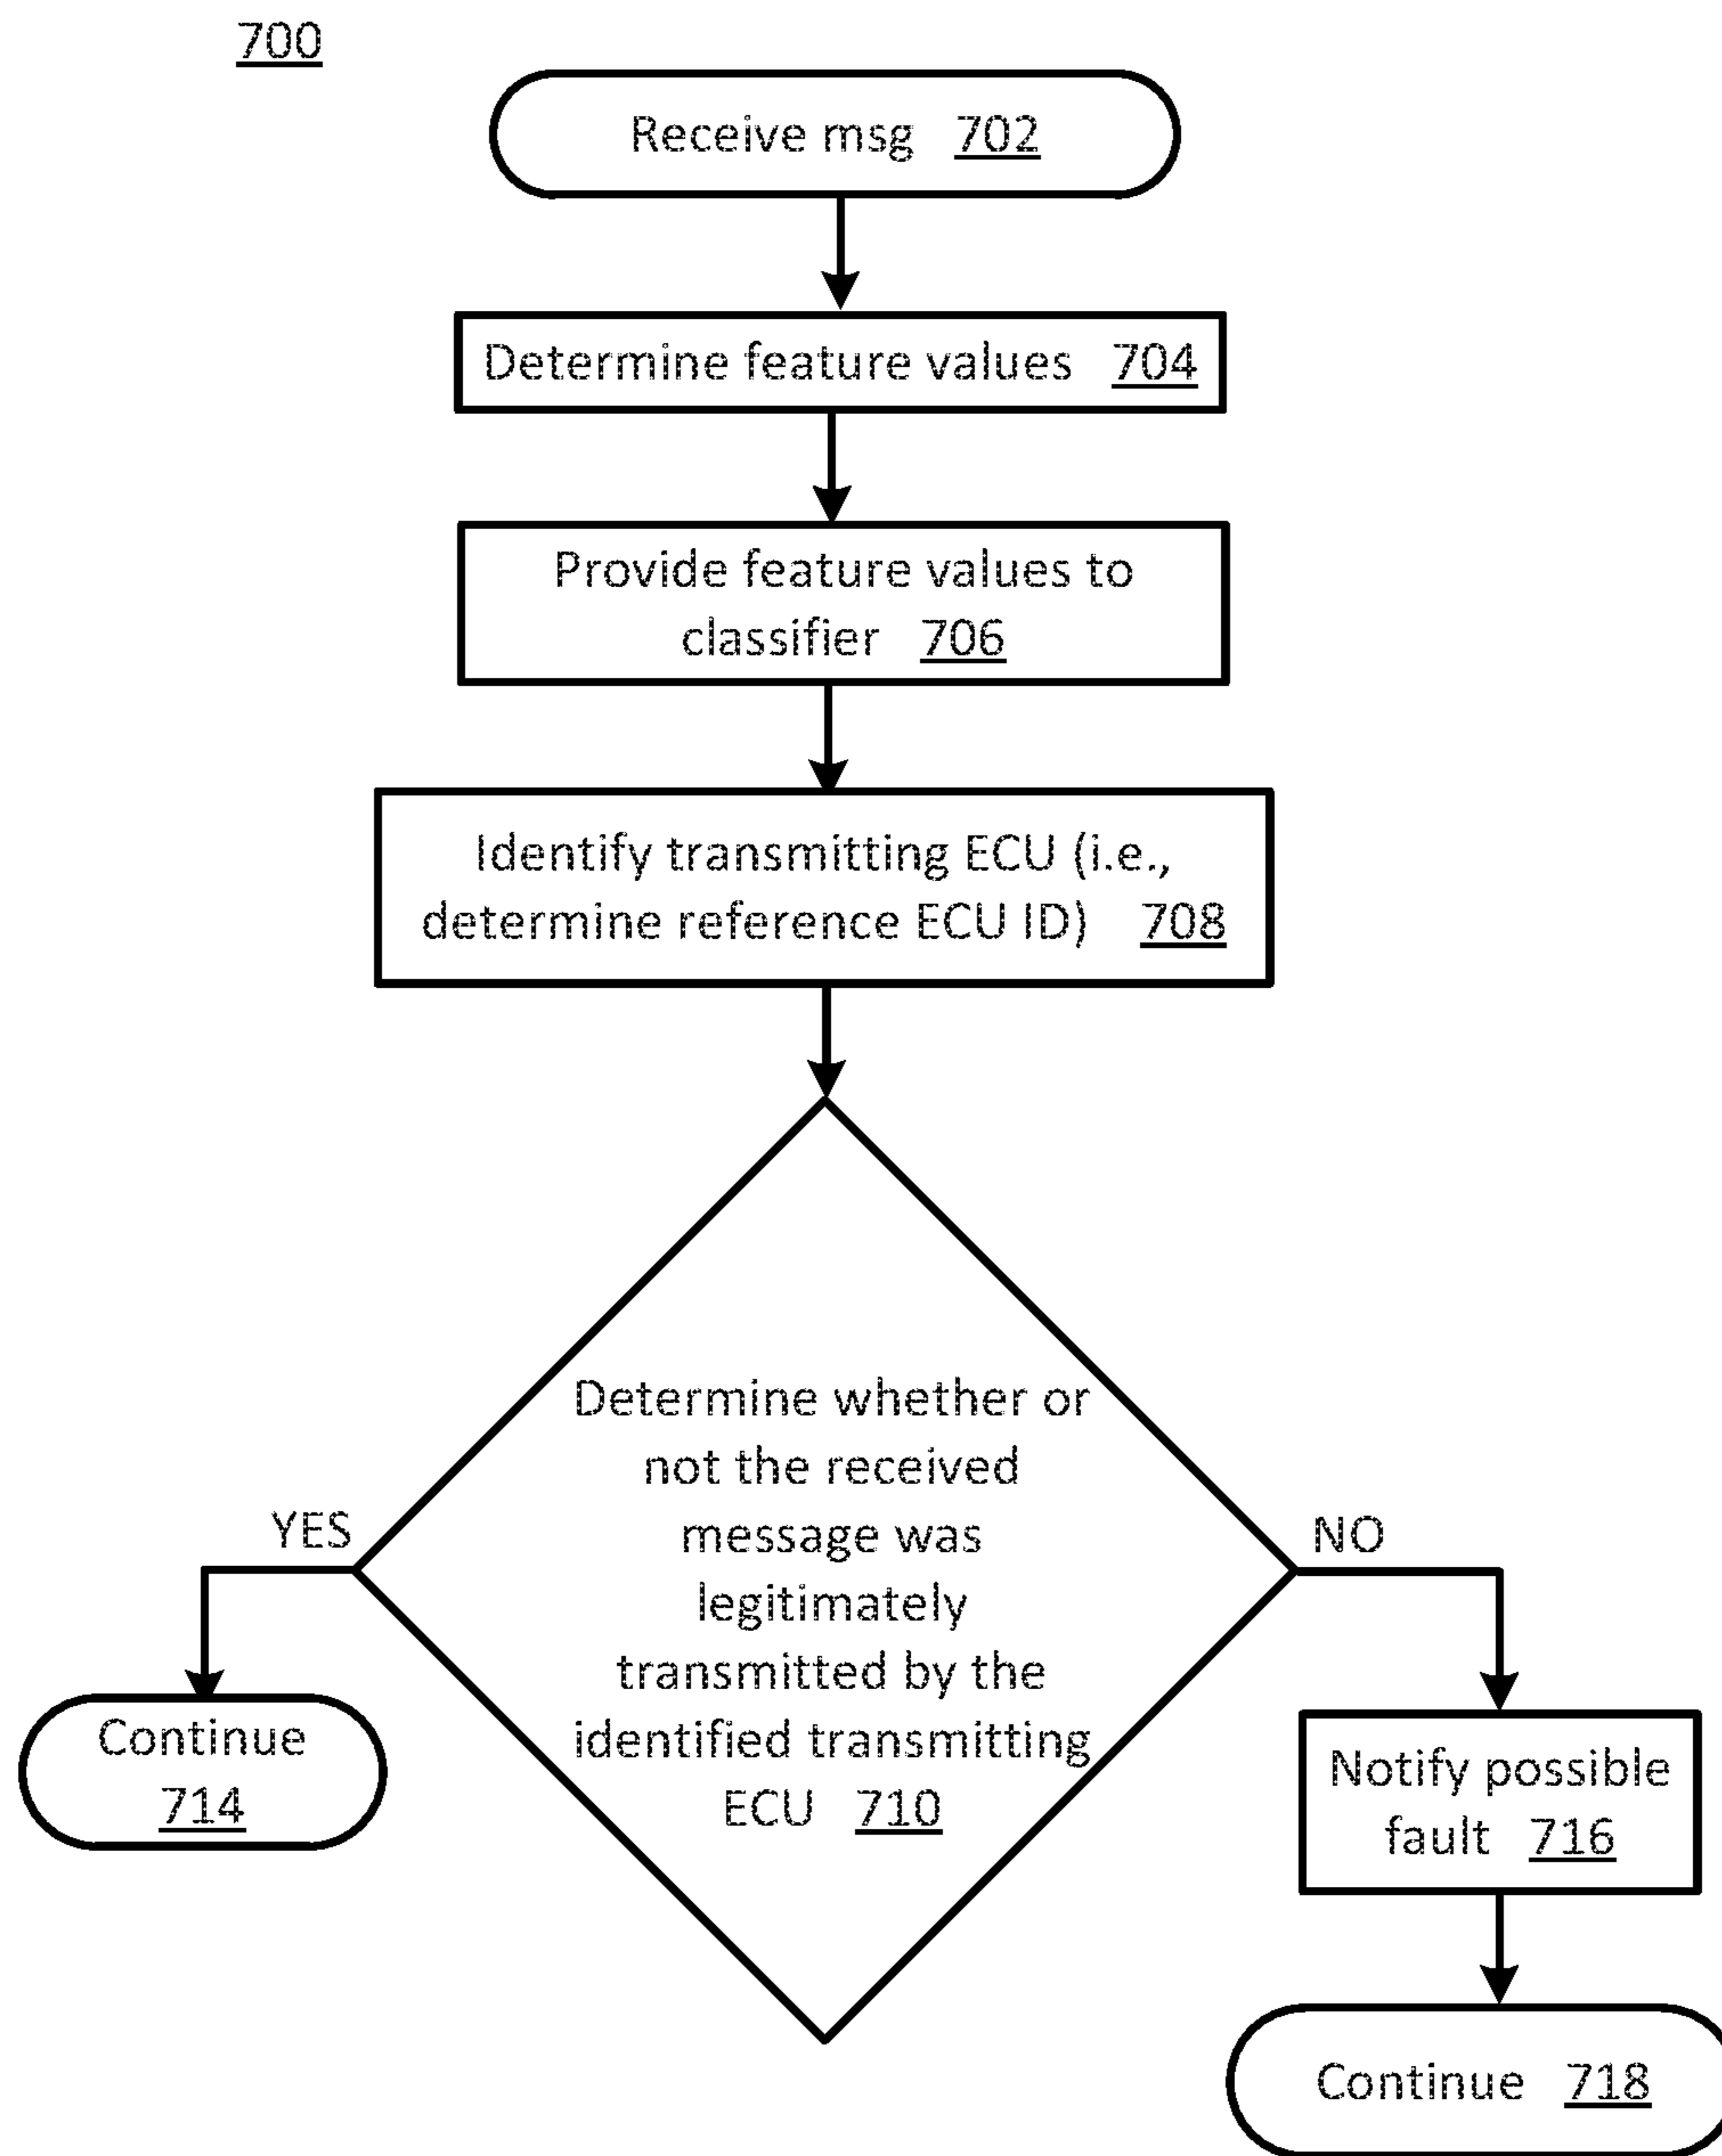 700
Receive msg 702
Determine feature values 704
Provide feature values to
classifier 706
Identify transmitting ECU (i.e.,
determine reference ECU ID) 708
Determine whether or
not the received
message was
legitimately
transmitted by the
identified transmitting
ECU 710
YES
NO
Continue
714
Notify possible
fault 716
Continue 718